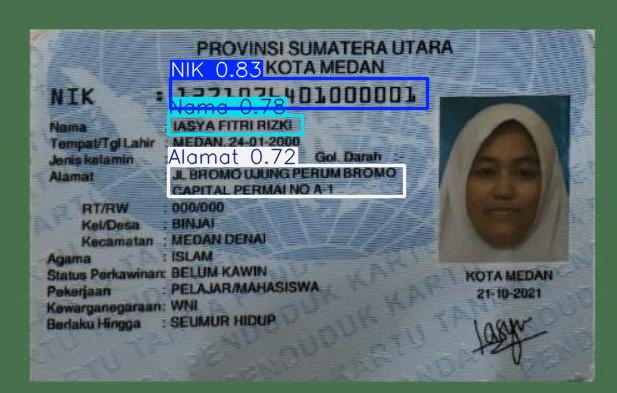 PROVINSI SUMATERA UTARA
KOTA MEDAN
NIK 0.83
NIK :
Nama 0.78
Nama : IASYA FITRI RIZKI
Tempat/Tgl Lahir : MEDAN, 24-01-2000
Jenis kelamin Alamat 0.72 Gol. Darah :
Alamat : JL BROMO UJUNG PERUM BROMO
CAPITAL PERMAI NO A-1
RT/RW : 000/000
Kel/Desa : BINJAI
Kecamatan : MEDAN DENAI
Agama : ISLAM
Status Perkawinan: BELUM KAWIN
Pekerjaan : PELAJAR/MAHASISWA
Kewarganegaraan: WNI
Berlaku Hingga : SEUMUR HIDUP
KOTA MEDAN
21-10-2021